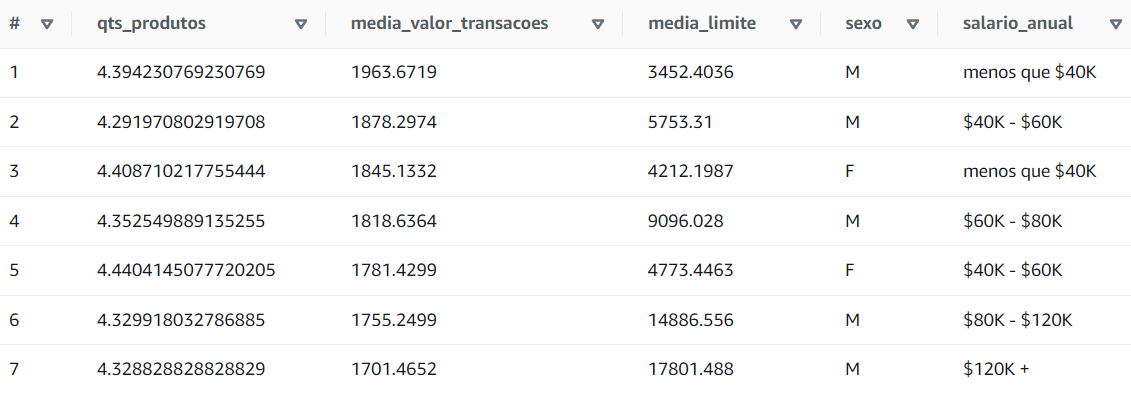 # qts_produtos media_valor_transacoes media_limite sexo salario_anual
1 4.394230769230769 1963.6719 3452.4036 M menos que $40K
2 4.291970802919708 1878.2974 5753.31 M $40K - $60K
3 4.408710217755444 1845.1332 4212.1987 F menos que $40K
4 4.352549889135255 1818.6364 9096.028 M $60K - $80K
5 4.4404145077720205 1781.4299 4773.4463 F $40K - $60K
6 4.329918032786885 1755.2499 14886.556 M $80K - $120K
7 4.328828828828829 1701.4652 17801.488 M $120K +